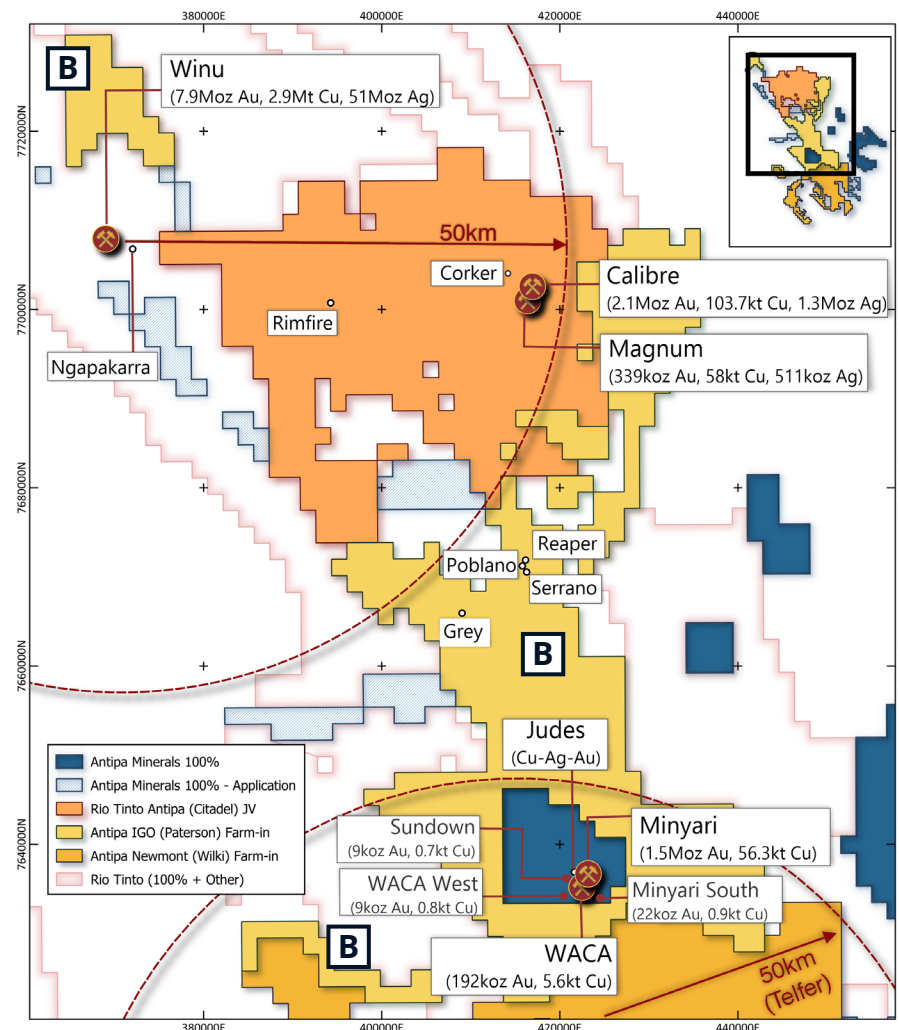 380000E
400000E
420000E
440000E
B
Winu
(7.9Moz Au, 2.9Mt Cu, 51Moz Ag)
7720000N
50km
Corker
Calibre
(2.1Moz Au, 103.7kt Cu, 1.3Moz Ag)
7700000N
Rimfire
Magnum
(339koz Au, 58kt Cu, 511koz Ag)
Ngapakarra
7680000N
Reaper
Poblano
Serrano
Grey
B
7660000N
Judes
(Cu-Ag-Au)
Antipa Minerals 100%
Antipa Minerals 100% - Application
Rio Tinto Antipa (Citadel) JV
Antipa IGO (Paterson) Farm-in
Antipa Newmont (Wilki) Farm-in
Rio Tinto (100% + Other)
7640000N
Sundown
(9koz Au, 0.7kt Cu)
Minyari
(1.5Moz Au, 56.3kt Cu)
WACA West
(9koz Au, 0.8kt Cu)
Minyari South
(22koz Au, 0.9kt Cu)
B
WACA
(192koz Au, 5.6kt Cu)
50km
(Telfer)
380000E
400000E
420000E
440000E